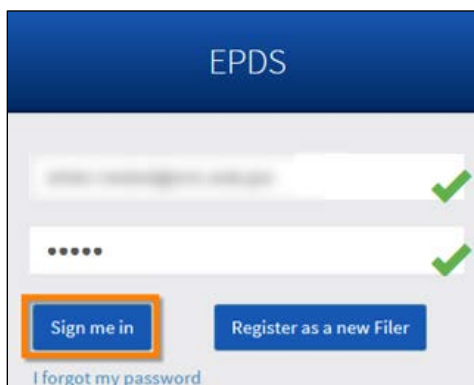 EPDS
•••••
Sign me in Register as a new Filer
I forgot my password